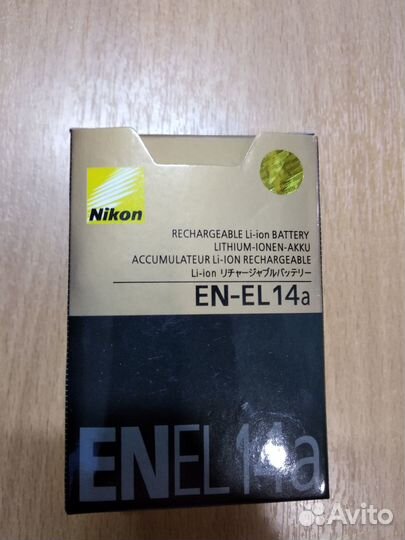 Nikon
RECHARGEABLE Li-ion BATTERY
LITHIUM-IONEN-AKKU
ACCUMULATEUR Li-ION RECHARGEABLE
Li-ion リチャージャブルバッテリー
EN-EL14a
ENEL14a
Avito